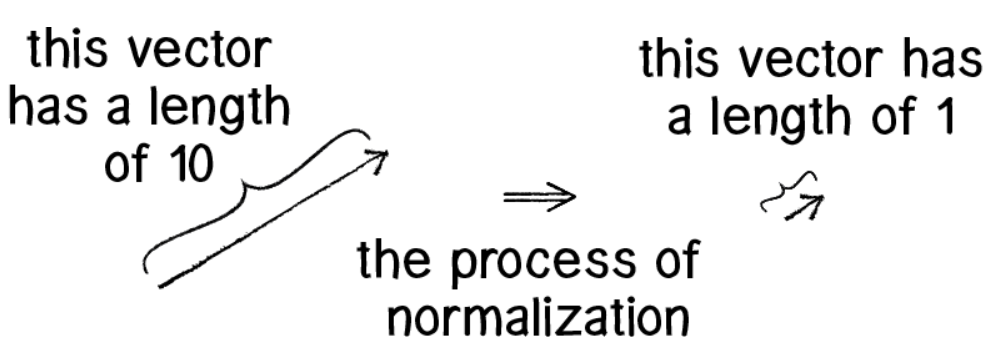 this vector
has a length
of 10
this vector has
a length of 1
the process of
normalization